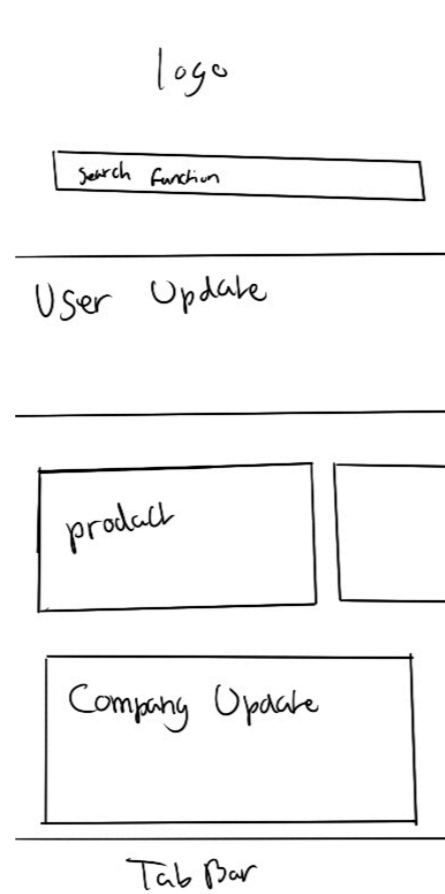 logo
Search function
User Update
product
Company Update
Tab Bar